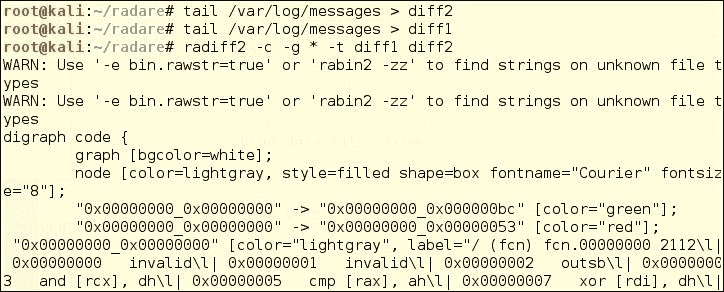 root@kali:~/radare# tail /var/log/messages > diff2
root@kali:~/radare# tail /var/log/messages > diff1
root@kali:~/radare# radiff2 -c -g * -t diff1 diff2
WARN: Use '-e bin.rawstr=true' or 'rabin2 -zz' to find strings on unknown file t
ypes
WARN: Use '-e bin.rawstr=true' or 'rabin2 -zz' to find strings on unknown file t
ypes
digraph code {
        graph [bgcolor=white];
        node [color=lightgray, style=filled shape=box fontname="Courier" fontsiz
e="8"];
        "0x00000000_0x00000000" -> "0x00000000_0x000000bc" [color="green"];
        "0x00000000_0x00000000" -> "0x00000000_0x00000053" [color="red"];
 "0x00000000_0x00000000" [color="lightgray", label="/ (fcn) fcn.00000000 2112\l|
 0x00000000   invalid\l| 0x00000001   invalid\l| 0x00000002   outsb\l| 0x0000000
3   and [rcx], dh\l| 0x00000005   cmp [rax], ah\l| 0x00000007   xor [rdi], dh\l|